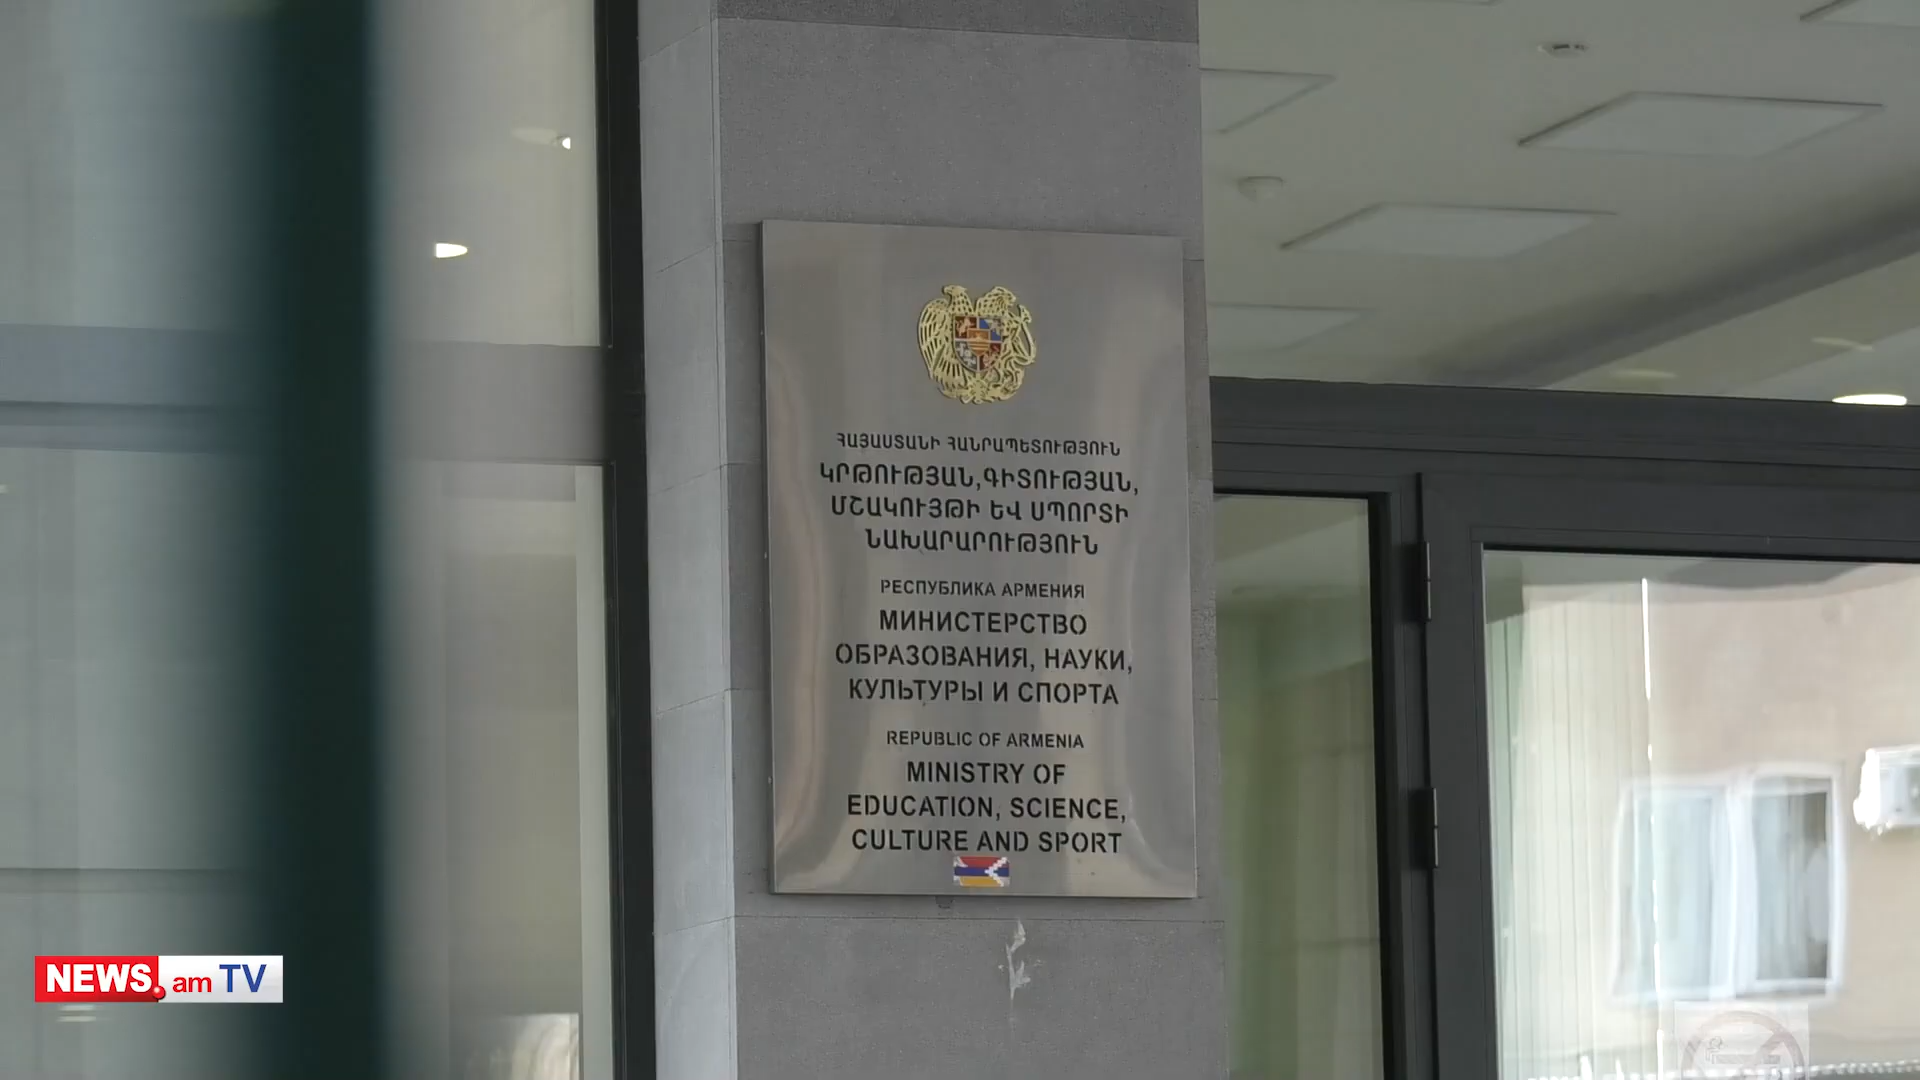 ՀԱՅԱՍՏԱՆԻ ՀԱՆՐԱՊԵՏՈՒԹՅՈՒՆ
ԿՐԹՈՒԹՅԱՆ,ԳԻՏՈՒԹՅԱՆ,
ՄՇԱԿՈՒՅԹԻ ԵՎ ՍՊՈՐՏԻ
ՆԱԽԱՐԱՐՈՒԹՅՈՒՆ
РЕСПУБЛИКА АРМЕНИЯ
МИНИСТЕРСТВО
ОБРАЗОВАНИЯ, НАУКИ,
КУЛЬТУРЫ И СПОРТА
REPUBLIC OF ARMENIA
MINISTRY OF
EDUCATION, SCIENCE,
CULTURE AND SPORT
NEWS.am TV